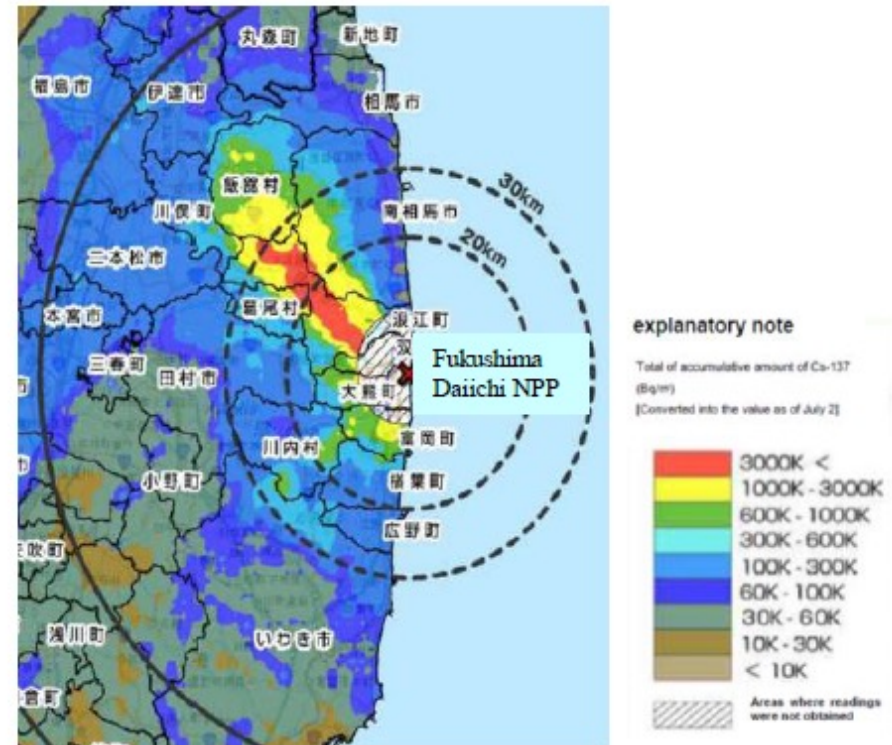 丸森町
新地町
福島市
伊達市
相馬市
飯舘村
川俣町
南相馬市
30km
20km
二本松市
葛尾村
本宮市
浪江町
双
三春町
田村市
大熊町
Fukushima
Daiichi NPP
川内村
富岡町
小野町
楢葉町
広野町
矢吹町
浅川町
いわき市
explanatory note
Total of accumulative amount of Cs-137
(Bq/m²)
[Converted into the value as of July 2]
3000K <
1000K - 3000K
600K - 1000K
300K - 600K
100K - 300K
60K - 100K
30K - 60K
10K - 30K
< 10K
Areas where readings
were not obtained